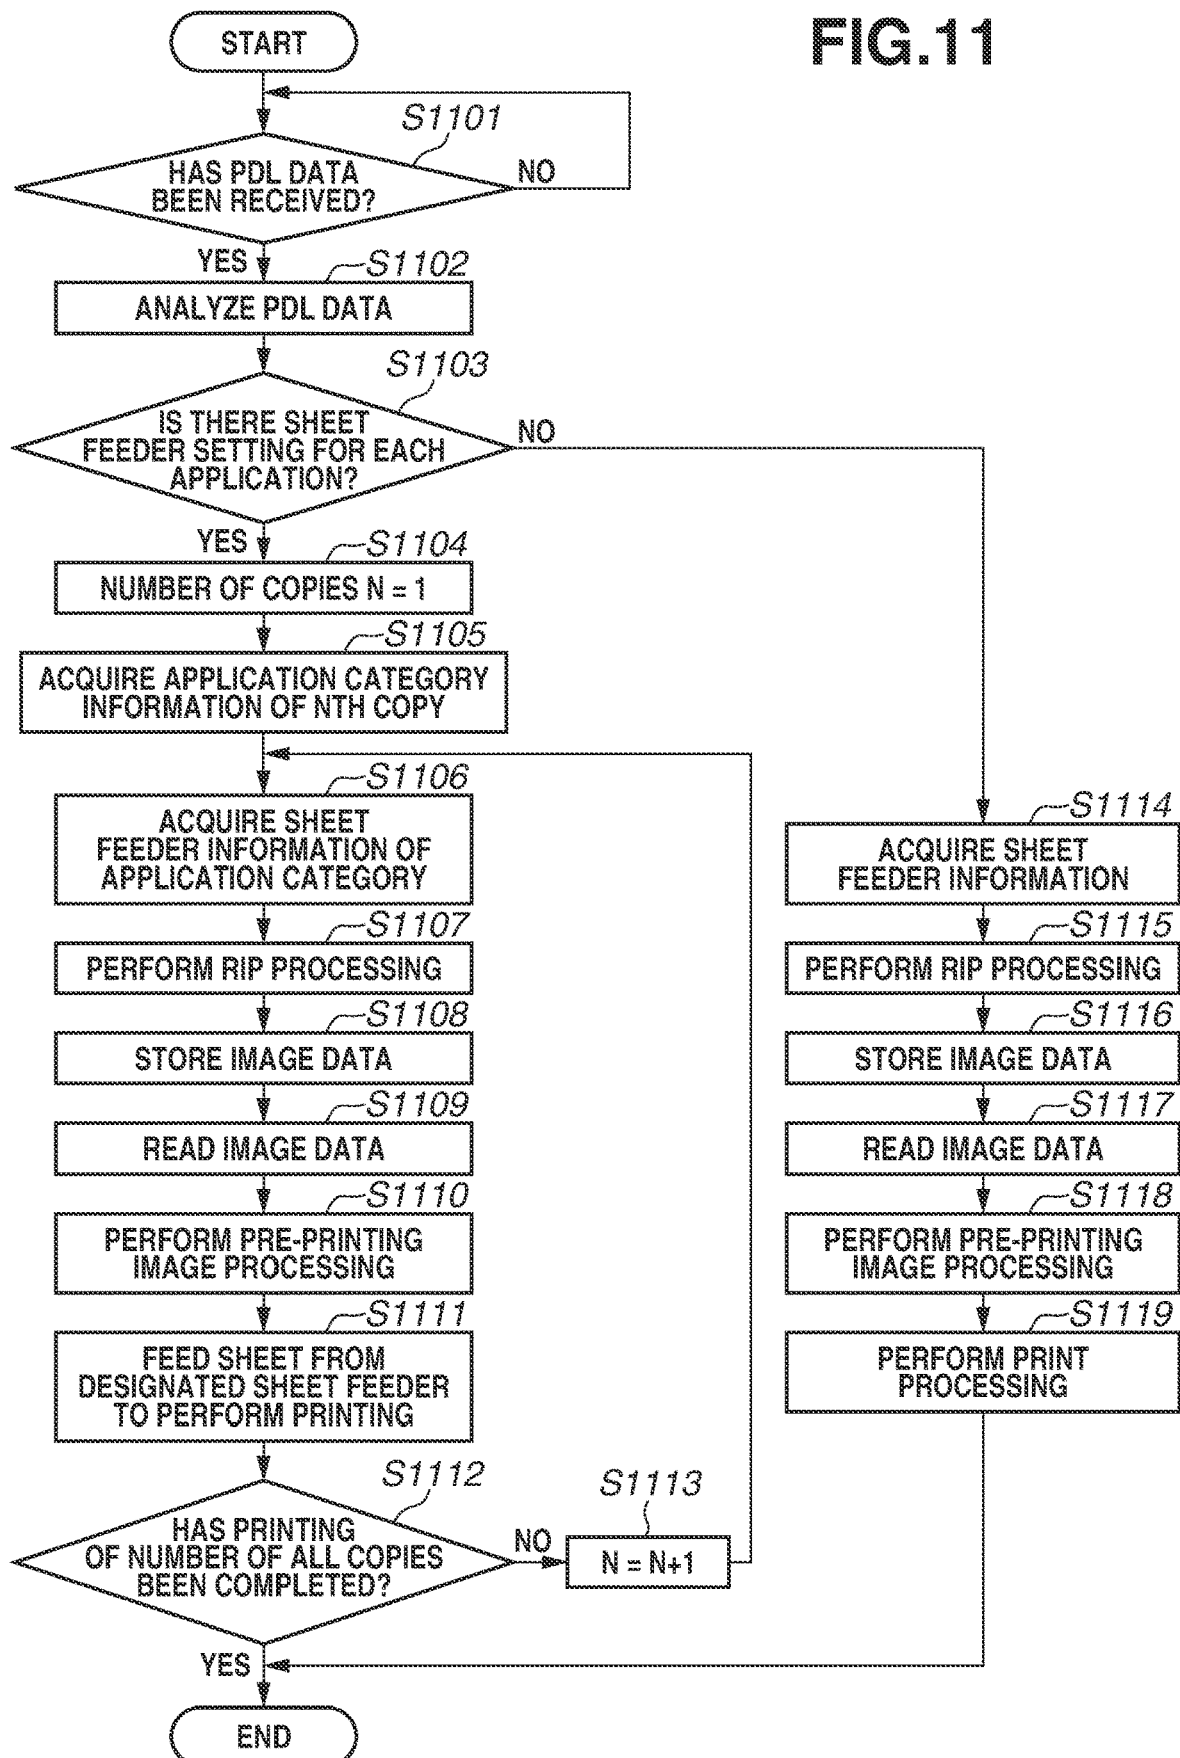 FIG.11
START
S1101
HAS PDL DATA
BEEN RECEIVED?
NO
YES
S1102
ANALYZE PDL DATA
S1103
IS THERE SHEET
FEEDER SETTING FOR EACH
APPLICATION?
NO
YES
S1104
NUMBER OF COPIES N = 1
S1105
ACQUIRE APPLICATION CATEGORY
INFORMATION OF NTH COPY
S1106
ACQUIRE SHEET
FEEDER INFORMATION OF
APPLICATION CATEGORY
S1107
PERFORM RIP PROCESSING
S1108
STORE IMAGE DATA
S1109
READ IMAGE DATA
S1110
PERFORM PRE-PRINTING
IMAGE PROCESSING
S1111
FEED SHEET FROM
DESIGNATED SHEET FEEDER
TO PERFORM PRINTING
S1112
HAS PRINTING
OF NUMBER OF ALL COPIES
BEEN COMPLETED?
NO
S1113
N = N+1
YES
S1114
ACQUIRE SHEET
FEEDER INFORMATION
S1115
PERFORM RIP PROCESSING
S1116
STORE IMAGE DATA
S1117
READ IMAGE DATA
S1118
PERFORM PRE-PRINTING
IMAGE PROCESSING
S1119
PERFORM PRINT
PROCESSING
END